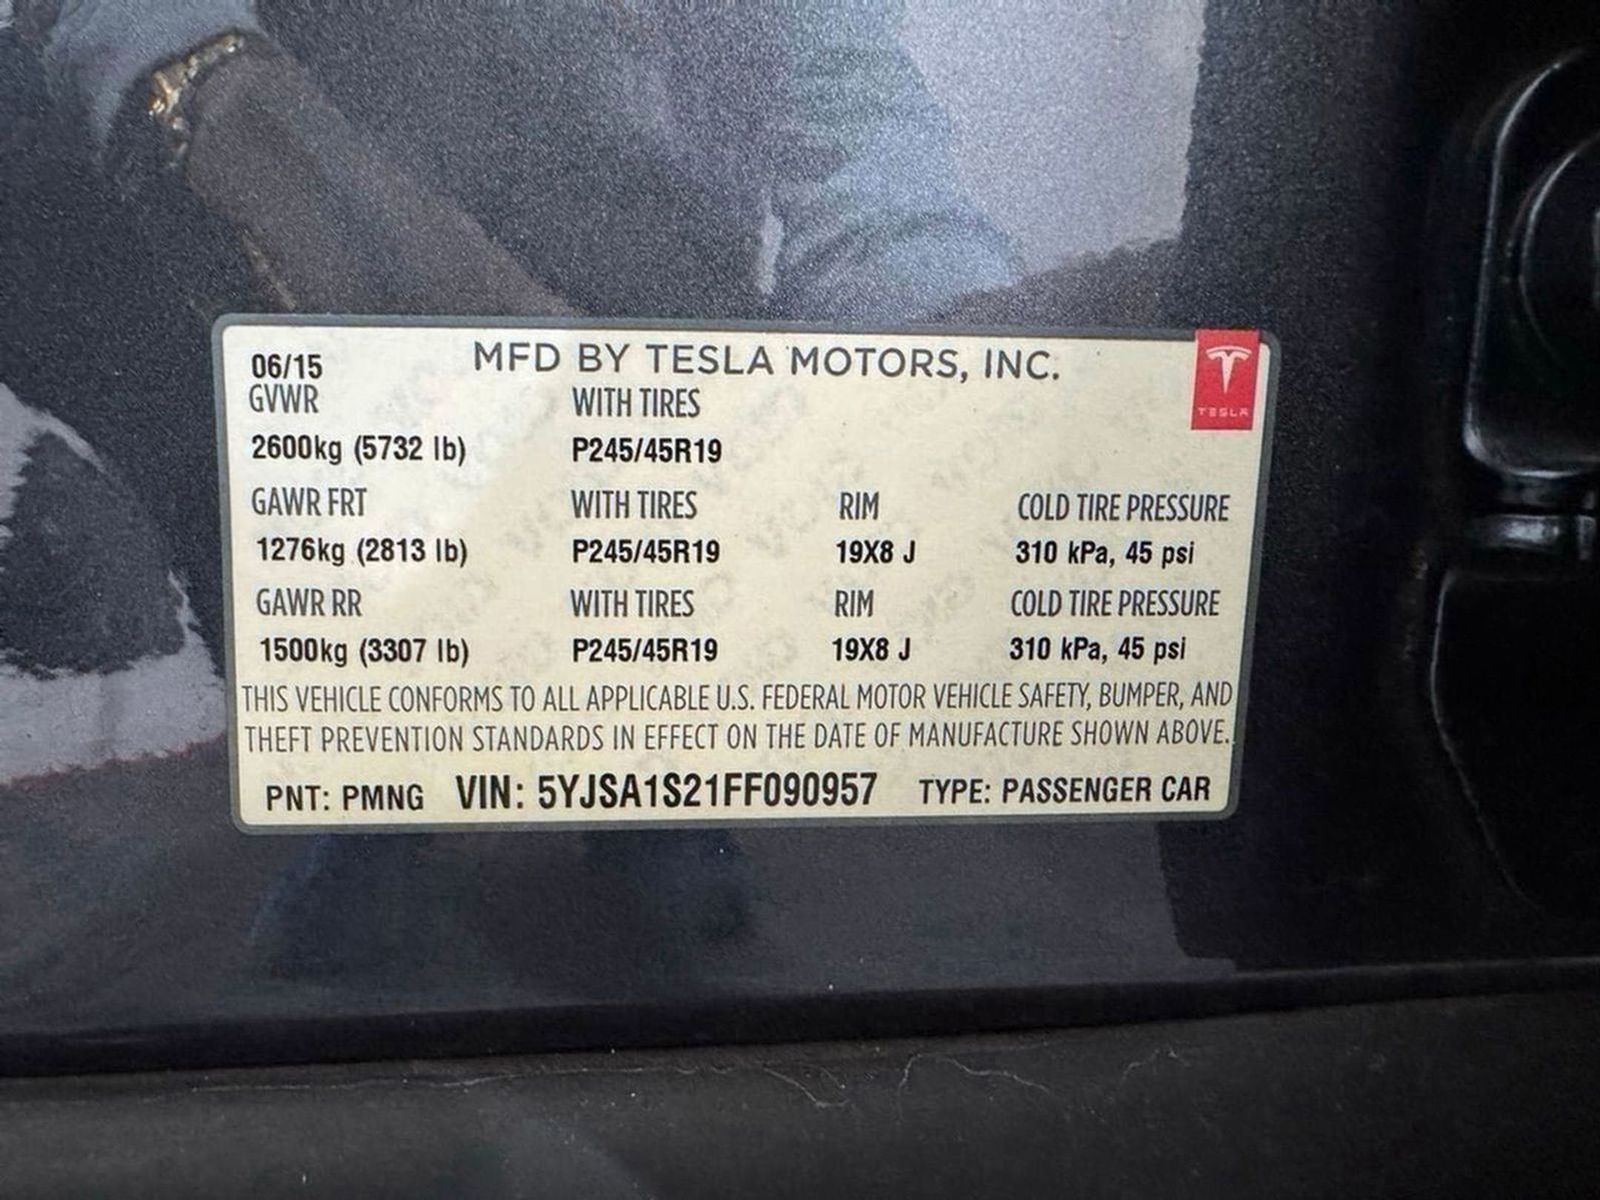 06/15 MFD BY TESLA MOTORS, INC.
TESLA
GVWR WITH TIRES
2600kg (5732 lb) P245/45R19
GAWR FRT WITH TIRES RIM COLD TIRE PRESSURE
1276kg (2813 lb) P245/45R19 19X8 J 310 kPa, 45 psi
GAWR RR WITH TIRES RIM COLD TIRE PRESSURE
1500kg (3307 lb) P245/45R19 19X8 J 310 kPa, 45 psi
THIS VEHICLE CONFORMS TO ALL APPLICABLE U.S. FEDERAL MOTOR VEHICLE SAFETY, BUMPER, AND
THEFT PREVENTION STANDARDS IN EFFECT ON THE DATE OF MANUFACTURE SHOWN ABOVE.
PNT: PMNG VIN: 5YJSA1S21FF090957 TYPE: PASSENGER CAR